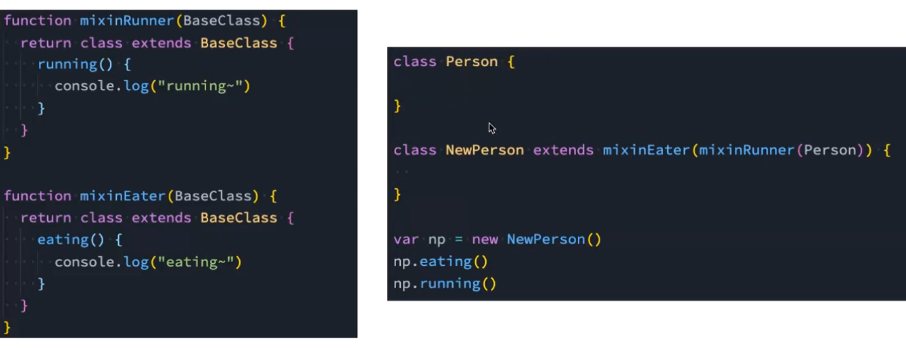 function mixinRunner(BaseClass) {
  return class extends BaseClass {
    running() {
      console.log("running~")
    }
  }
}
function mixinEater(BaseClass) {
  return class extends BaseClass {
    eating() {
      console.log("eating~")
    }
  }
}
class Person {
}
class NewPerson extends mixinEater(mixinRunner(Person)) {
}
var np = new NewPerson()
np.eating()
np.running()